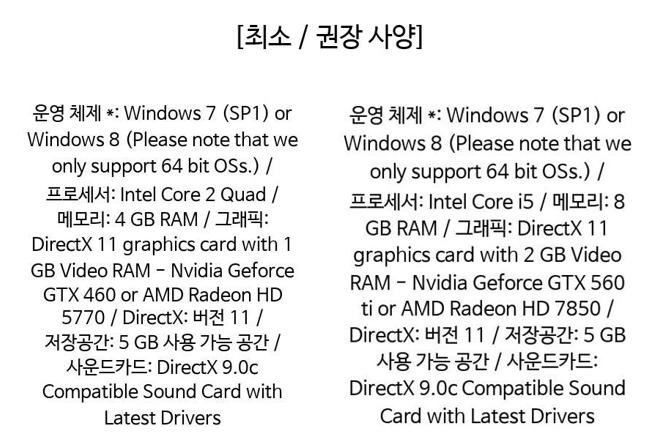 [최소 / 권장 사양]
운영 체제 *: Windows 7 (SP1) or
Windows 8 (Please note that we
only support 64 bit OSs.) /
프로세서: Intel Core 2 Quad /
메모리: 4 GB RAM / 그래픽:
DirectX 11 graphics card with 1
GB Video RAM - Nvidia Geforce
GTX 460 or AMD Radeon HD
5770 / DirectX: 버전 11 /
저장공간: 5 GB 사용 가능 공간 /
사운드카드: DirectX 9.0c
Compatible Sound Card with
Latest Drivers
운영 체제 *: Windows 7 (SP1) or
Windows 8 (Please note that we
only support 64 bit OSs.) /
프로세서: Intel Core i5 / 메모리: 8
GB RAM / 그래픽: DirectX 11
graphics card with 2 GB Video
RAM - Nvidia Geforce GTX 560
ti or AMD Radeon HD 7850 /
DirectX: 버전 11 / 저장공간: 5 GB
사용 가능 공간 / 사운드카드:
DirectX 9.0c Compatible Sound
Card with Latest Drivers